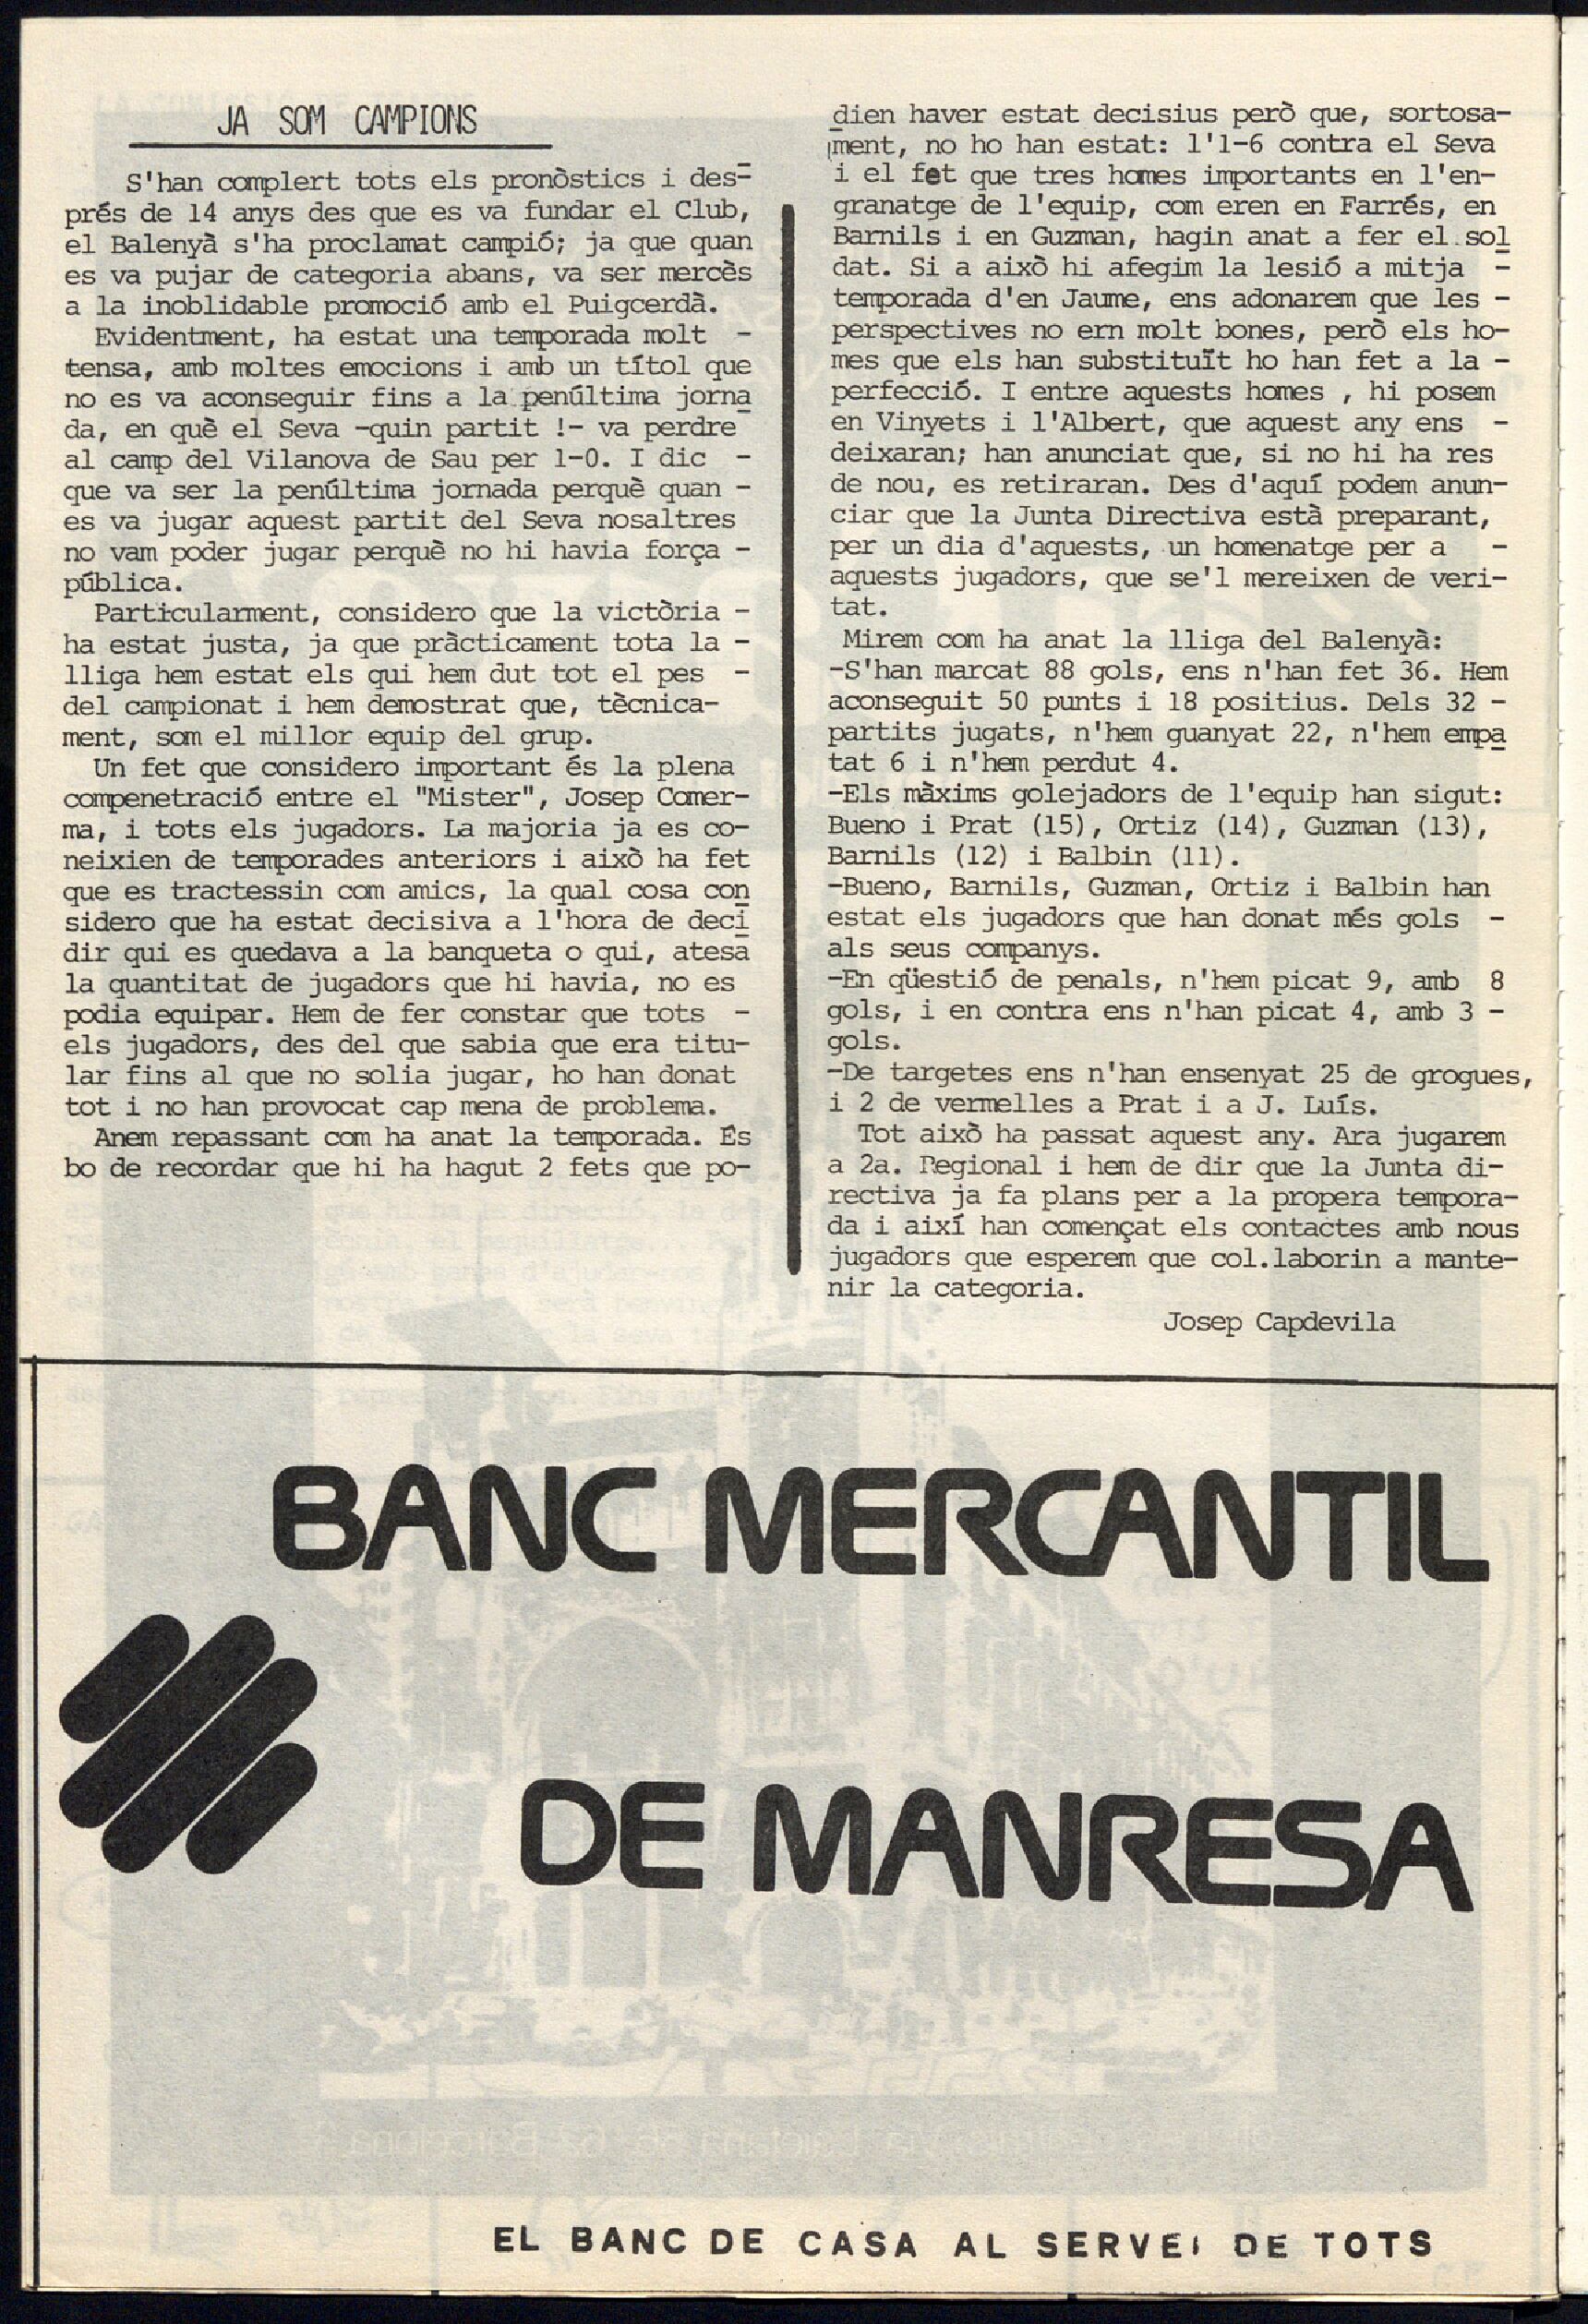 JA SOM CAMPIONS
S'han complert tots els pronòstics i des-
prés de 14 anys des que es va fundar el Club,
el Balenyà s'ha proclamat campió; ja que quan
es va pujar de categoria abans, va ser mercès
a la inoblidable promoció amb el Puigcerdà.
Evidentment, ha estat una temporada molt -
tensa, amb moltes emocions i amb un títol que
no es va aconseguir fins a la penúltima jorna
da, en què el Seva -quin partit !- va perdre
al camp del Vilanova de Sau per 1-0. I dic -
que va ser la penúltima jornada perquè quan -
es va jugar aquest partit del Seva nosaltres
no vam poder jugar perquè no hi havia força -
pública.
Particularment, considero que la victòria -
ha estat justa, ja que pràcticament tota la -
lliga hem estat els qui hem dut tot el pes -
del campionat i hem demostrat que, tècnica-
ment, som el millor equip del grup.
Un fet que considero important és la plena
compenetració entre el "Mister", Josep Comer-
ma, i tots els jugadors. La majoria ja es co-
neixien de temporades anteriors i això ha fet
que es tractessin com amics, la qual cosa con
sidero que ha estat decisiva a l'hora de deci
dir qui es quedava a la banqueta o qui, atesa
la quantitat de jugadors que hi havia, no es
podia equipar. Hem de fer constar que tots -
els jugadors, des del que sabia que era titu-
lar fins al que no solia jugar, ho han donat
tot i no han provocat cap mena de problema.
Anem repassant com ha anat la temporada. És
bo de recordar que hi ha hagut 2 fets que po-
dien haver estat decisius però que, sortosa-
ment, no ho han estat: l'1-6 contra el Seva
i el fet que tres homes importants en l'en-
granatge de l'equip, com eren en Farrés, en
Barnils i en Guzman, hagin anat a fer el sol
dat. Si a això hi afegim la lesió a mitja -
temporada d'en Jaume, ens adonarem que les -
perspectives no ern molt bones, però els ho-
mes que els han substituït ho han fet a la -
perfecció. I entre aquests homes , hi posem
en Vinyets i l'Albert, que aquest any ens -
deixaran; han anunciat que, si no hi ha res
de nou, es retiraran. Des d'aquí podem anun-
ciar que la Junta Directiva està preparant,
per un dia d'aquests, un homenatge per a -
aquests jugadors, que se'l mereixen de veri-
tat.
Mirem com ha anat la lliga del Balenyà:
-S'han marcat 88 gols, ens n'han fet 36. Hem
aconseguit 50 punts i 18 positius. Dels 32 -
partits jugats, n'hem guanyat 22, n'hem empa
tat 6 i n'hem perdut 4.
-Els màxims golejadors de l'equip han sigut:
Bueno i Prat (15), Ortiz (14), Guzman (13),
Barnils (12) i Balbin (11).
-Bueno, Barnils, Guzman, Ortiz i Balbin han
estat els jugadors que han donat més gols -
als seus companys.
-En qüestió de penals, n'hem picat 9, amb 8
gols, i en contra ens n'han picat 4, amb 3 -
gols.
-De targetes ens n'han ensenyat 25 de grogues,
i 2 de vermelles a Prat i a J. Luís.
Tot això ha passat aquest any. Ara jugarem
a 2a. Regional i hem de dir que la Junta di-
rectiva ja fa plans per a la propera tempora-
da i així han començat els contactes amb nous
jugadors que esperem que col.laborin a mante-
nir la categoria.
Josep Capdevila
BANC MERCANTIL
DE MANRESA
EL BANC DE CASA AL SERVEI DE TOTS